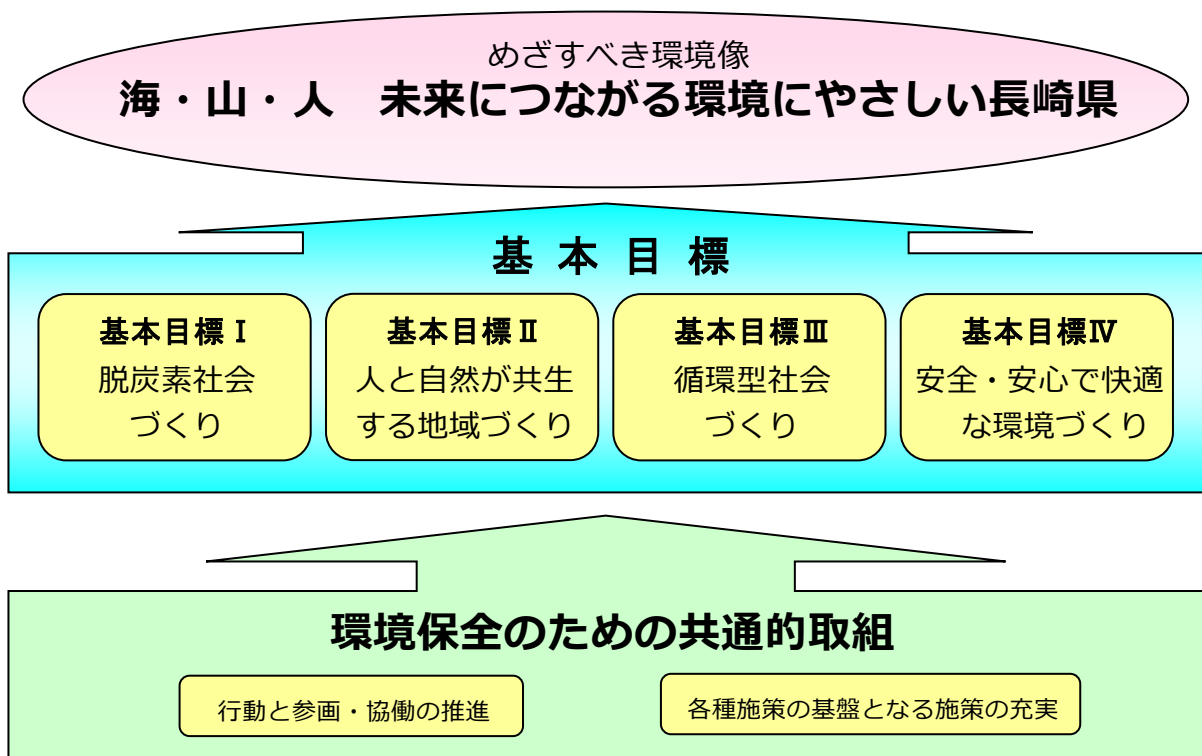 めざすべき環境像
海・山・人　未来につながる環境にやさしい長崎県
基本目標
基本目標Ⅰ
脱炭素社会
づくり
基本目標Ⅱ
人と自然が共生
する地域づくり
基本目標Ⅲ
循環型社会
づくり
基本目標Ⅳ
安全・安心で快適
な環境づくり
環境保全のための共通的取組
行動と参画・協働の推進
各種施策の基盤となる施策の充実